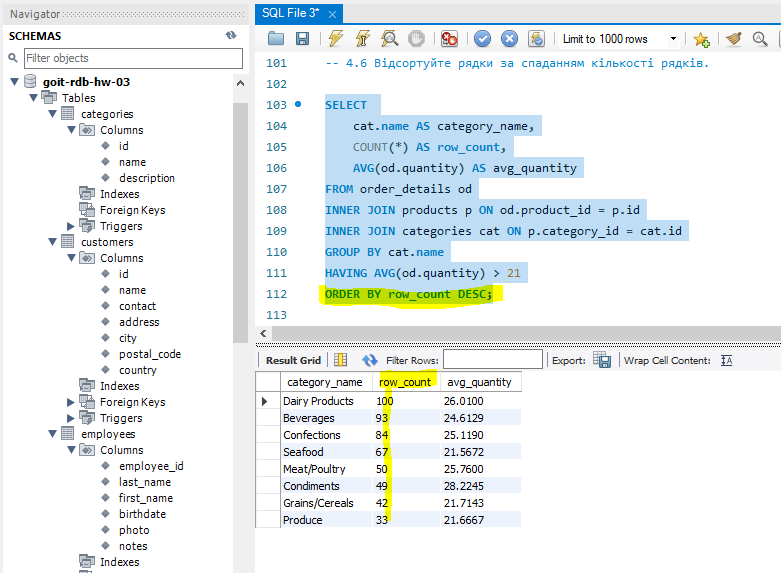 Navigator
SCHEMAS
Filter objects
goit-rdb-hw-03
Tables
categories
Columns
id
name
description
Indexes
Foreign Keys
Triggers
customers
Columns
id
name
contact
address
city
postal_code
country
Indexes
Foreign Keys
Triggers
employees
Columns
employee_id
last_name
first_name
birthdate
photo
notes
Indexes
SQL File 3*
Limit to 1000 rows
101 -- 4.6 Відсортуйте рядки за спаданням кількості рядків.
102
103 SELECT
104 cat.name AS category_name,
105 COUNT(*) AS row_count,
106 AVG(od.quantity) AS avg_quantity
107 FROM order_details od
108 INNER JOIN products p ON od.product_id = p.id
109 INNER JOIN categories cat ON p.category_id = cat.id
110 GROUP BY cat.name
111 HAVING AVG(od.quantity) > 21
112 ORDER BY row_count DESC;
113
Result Grid Filter Rows: Export: Wrap Cell Content:
category_name row_count avg_quantity
Dairy Products 100 26.0100
Beverages 93 24.6129
Confections 84 25.1190
Seafood 67 21.5672
Meat/Poultry 50 25.7600
Condiments 49 28.2245
Grains/Cereals 42 21.7143
Produce 33 21.6667